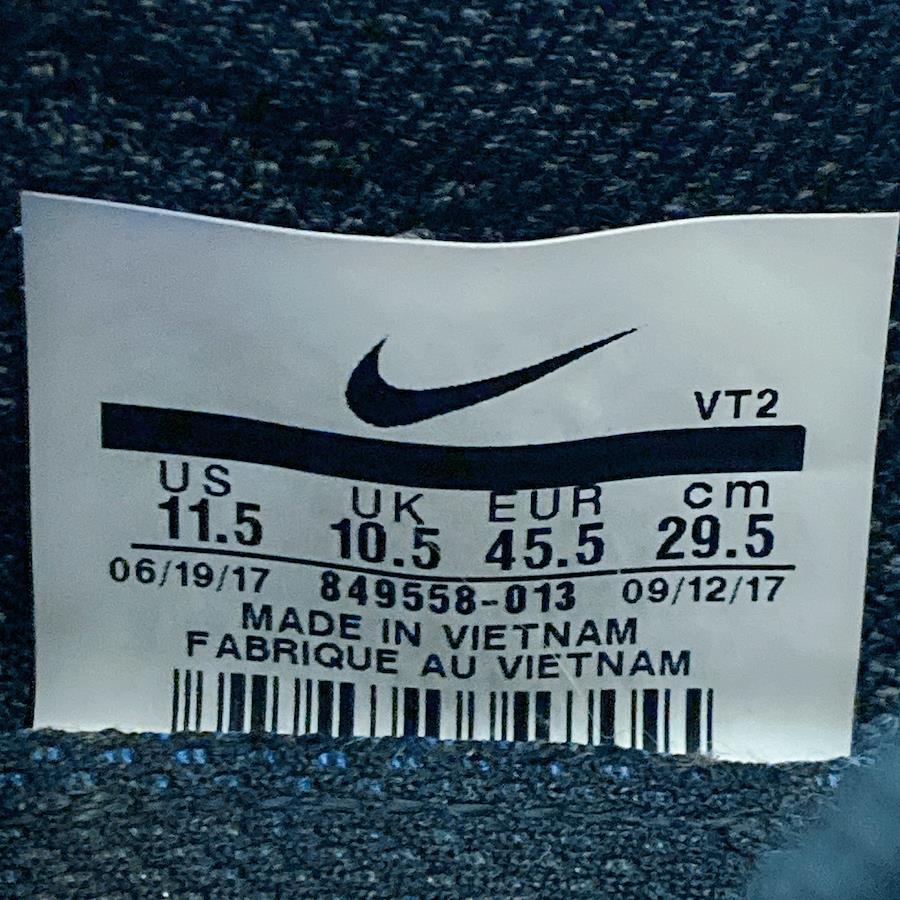 VT2
US UK EUR cm
11.5 10.5 45.5 29.5
06/19/17 849558-013 09/12/17
MADE IN VIETNAM
FABRIQUE AU VIETNAM